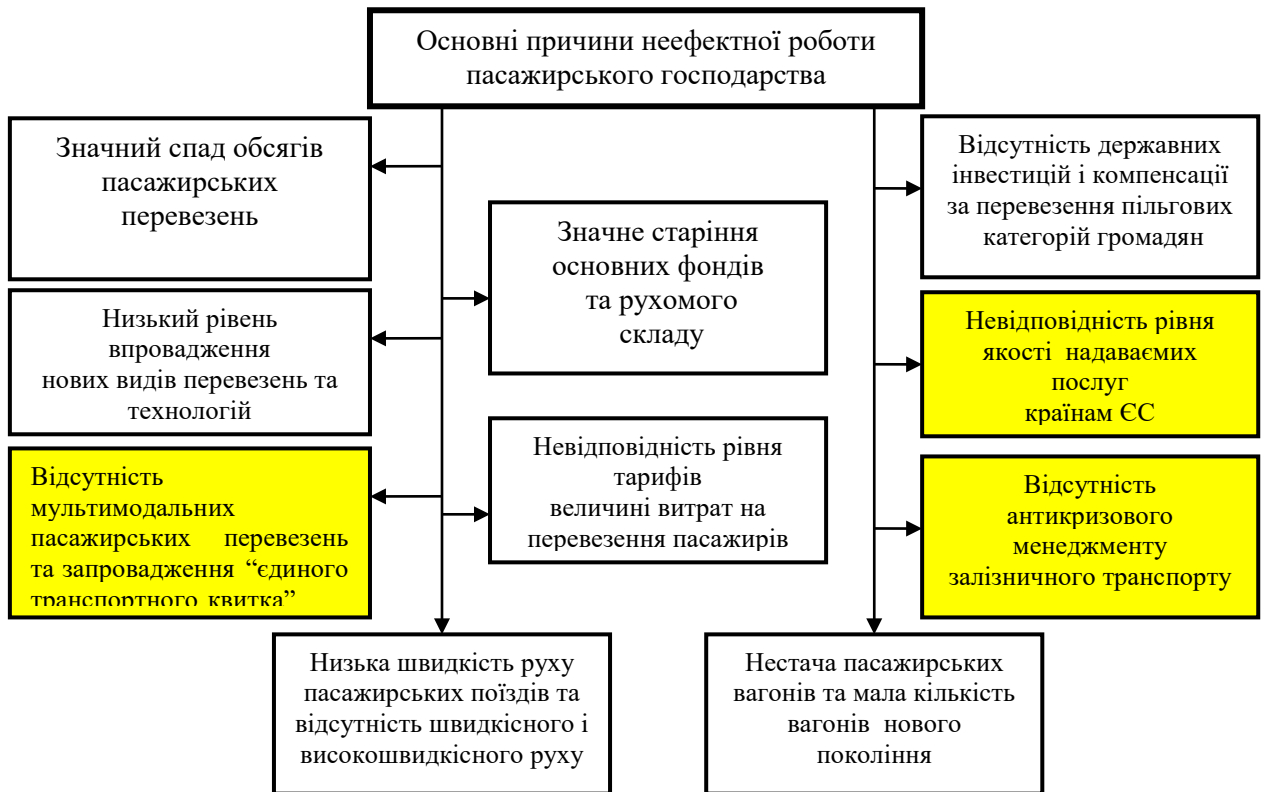 Основні причини неефектної роботи
пасажирського господарства
Значний спад обсягів
пасажирських
перевезень
Відсутність державних
інвестицій і компенсації
за перевезення пільгових
категорій громадян
Значне старіння
основних фондів
та рухомого
складу
Низький рівень
впровадження
нових видів перевезень та
технологій
Невідповідність рівня
якості надаваємих
послуг
країнам ЄС
Невідповідність рівня
тарифів
величині витрат на
перевезення пасажирів
Відсутність
мультимодальних
пасажирських перевезень
та запровадження “єдиного
транспортного квитка”
Відсутність
антикризового
менеджменту
залізничного транспорту
Низька швидкість руху
пасажирських поїздів та
відсутність швидкісного і
високошвидкісного руху
Нестача пасажирських
вагонів та мала кількість
вагонів нового
покоління